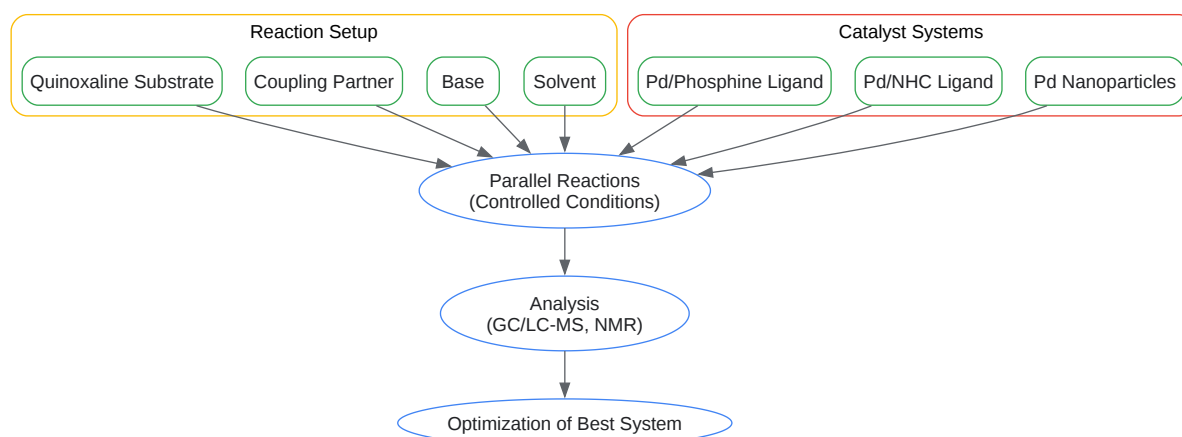 Reaction Setup
Catalyst Systems
Quinoxaline Substrate
Coupling Partner
Base
Solvent
Pd/Phosphine Ligand
Pd/NHC Ligand
Pd Nanoparticles
Parallel Reactions
(Controlled Conditions)
Analysis
(GC/LC-MS, NMR)
Optimization of Best System